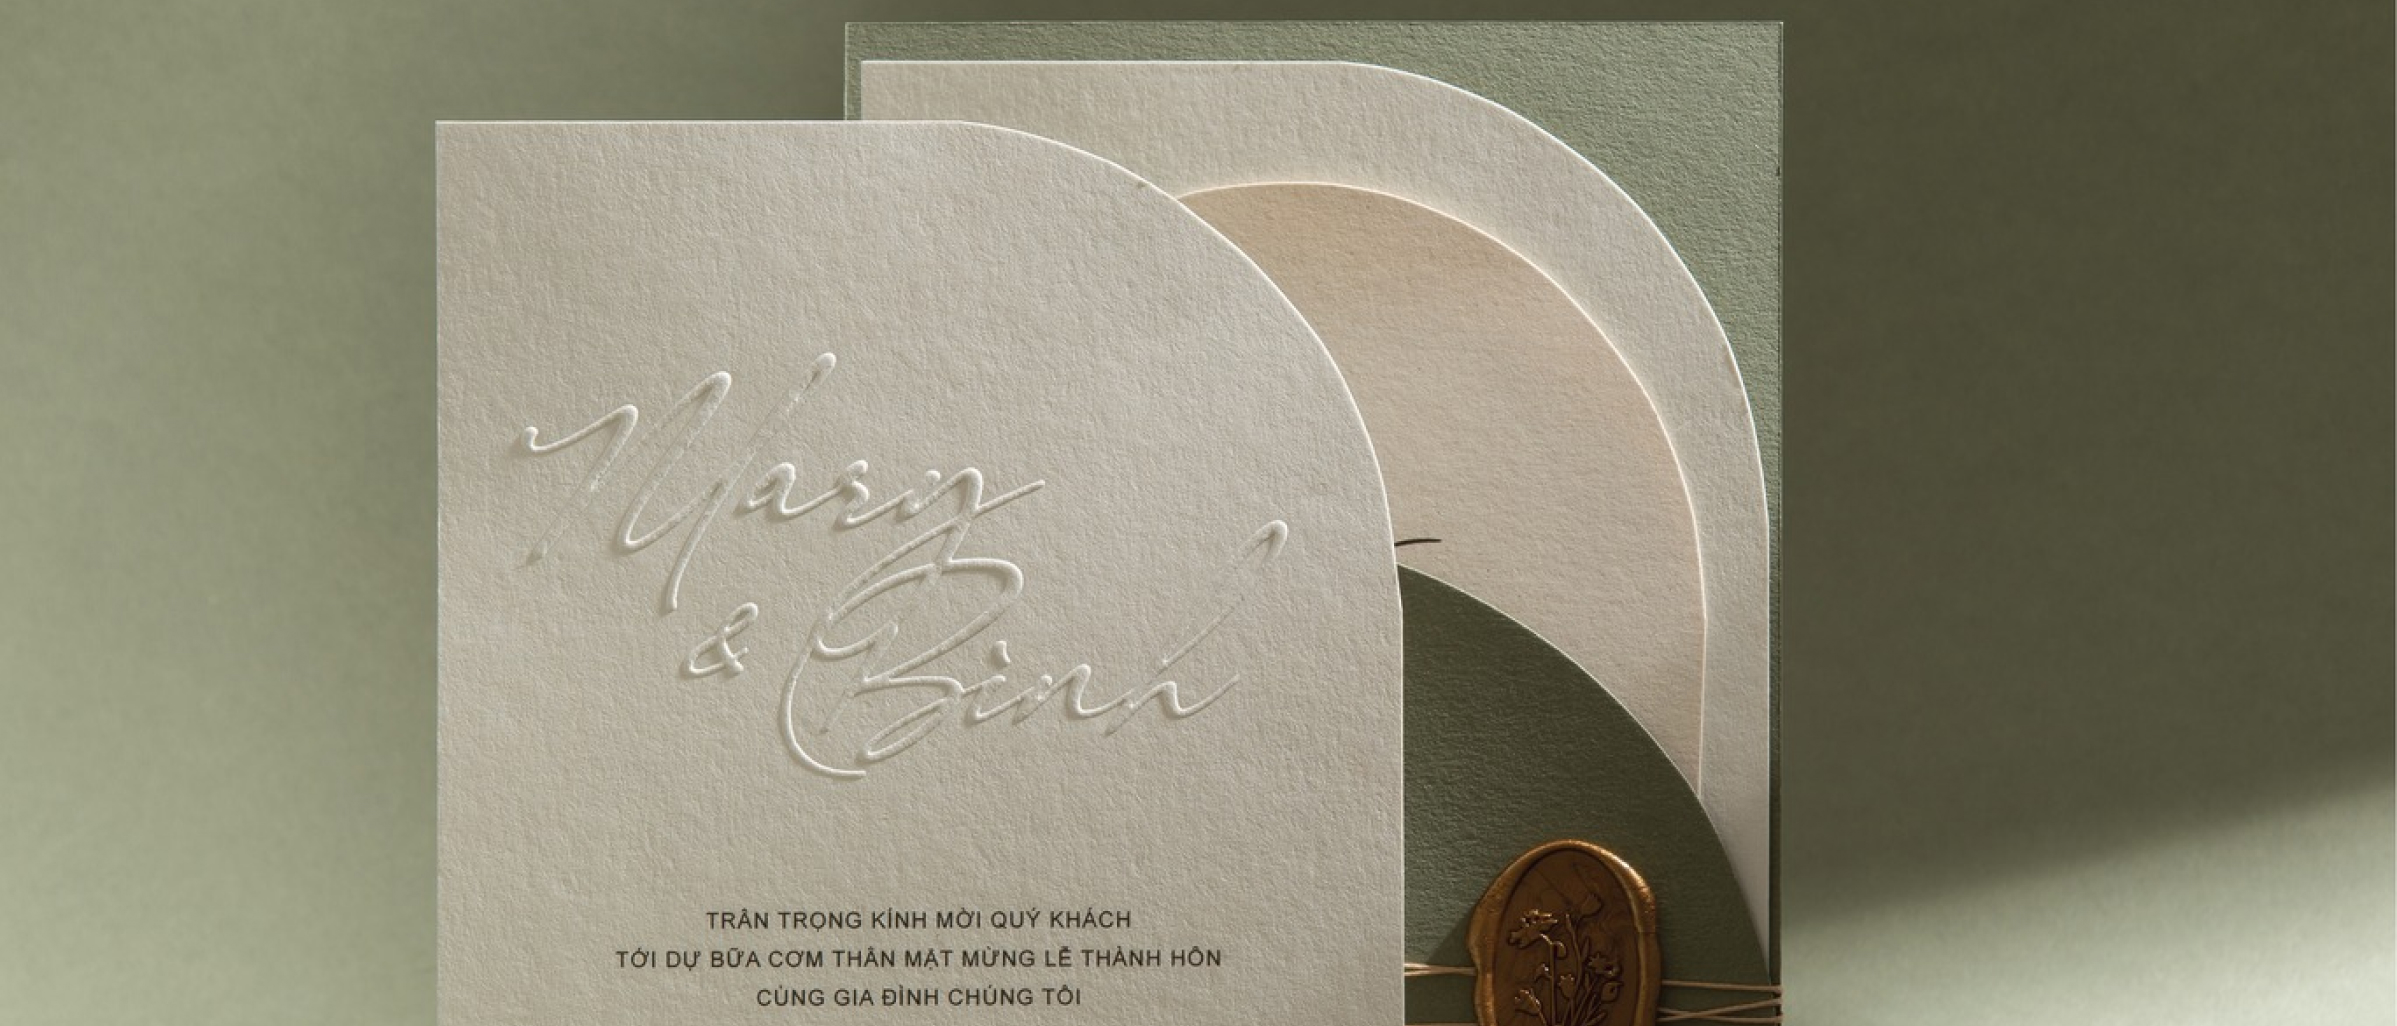 Mary
& Binh
TRÂN TRỌNG KÍNH MỜI QUÝ KHÁCH
TỚI DỰ BỮA CƠM THÂN MẬT MỪNG LỄ THÀNH HÔN
CÙNG GIA ĐÌNH CHÚNG TÔI